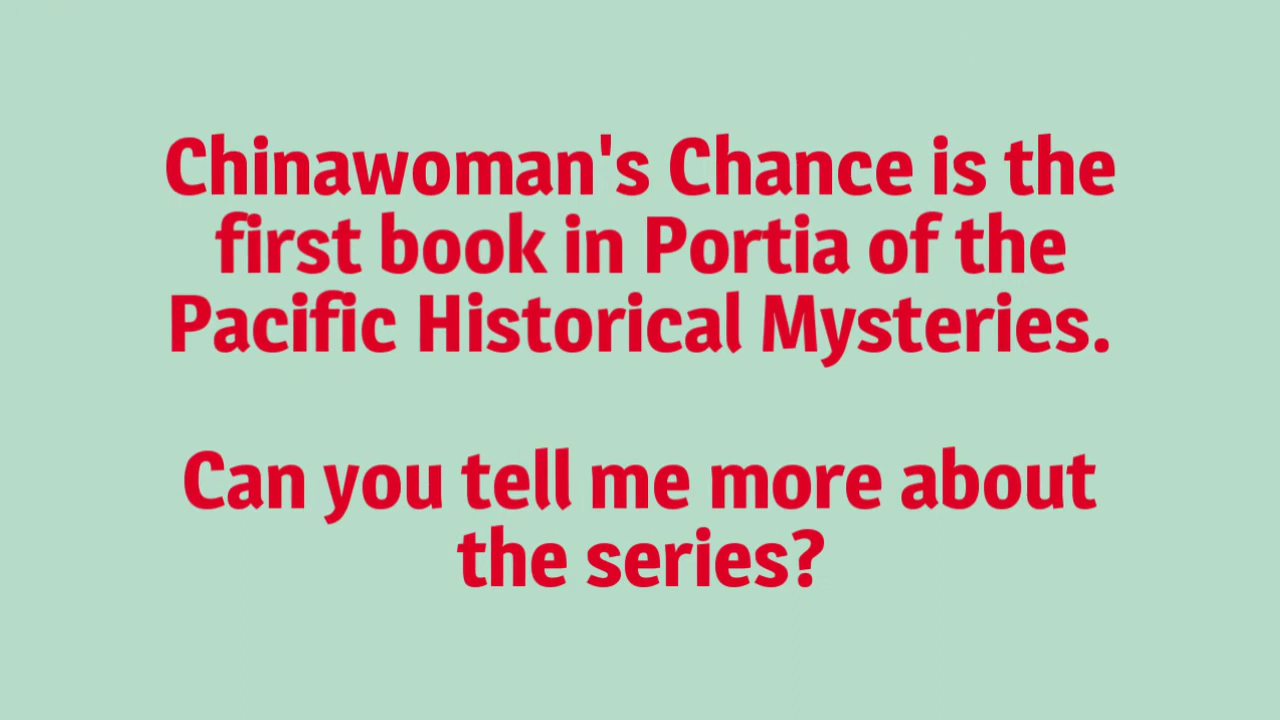 Chinawoman's Chance is the
first book in Portia of the
Pacific Historical Mysteries.
Can you tell me more about
the series?